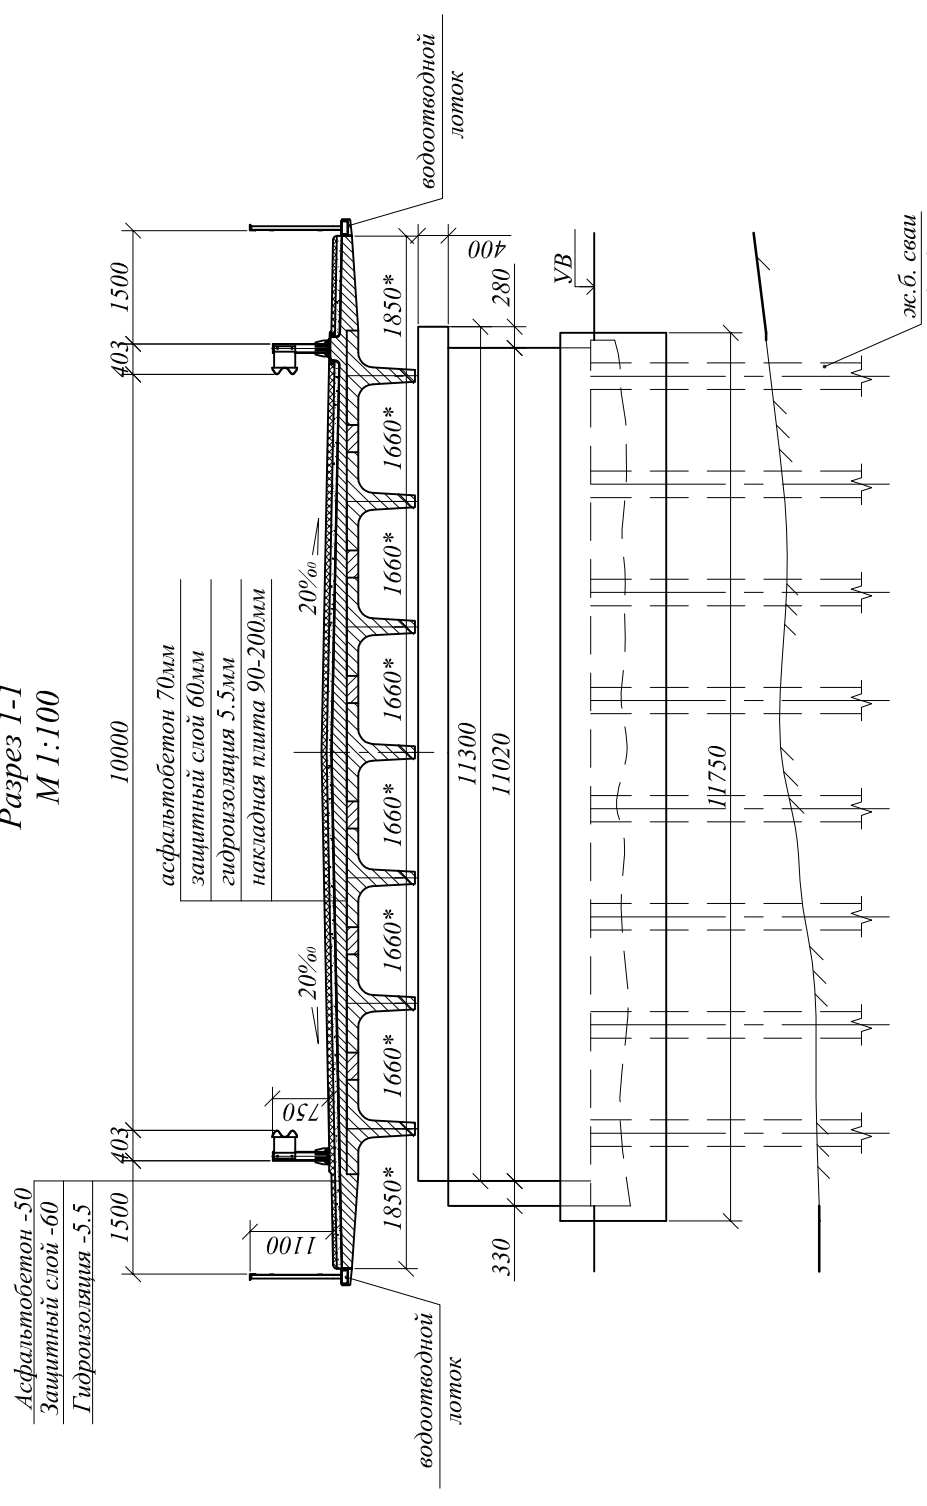 Разрез 1-1
М 1:100
Асфальтобетон -50
Защитный слой -60
Гидроизоляция -5.5
1500
403
10000
403
1500
асфальтобетон 70мм
защитный слой 60мм
гидроизоляция 5.5мм
накладная плита 90-200мм
1100
750
20‰
20‰
водоотводной
лоток
водоотводной
лоток
1850*
1660*
1660*
1660*
1660*
1660*
1660*
1850*
400
11300
330
11020
280
УВ
11750
ж.б. сваи